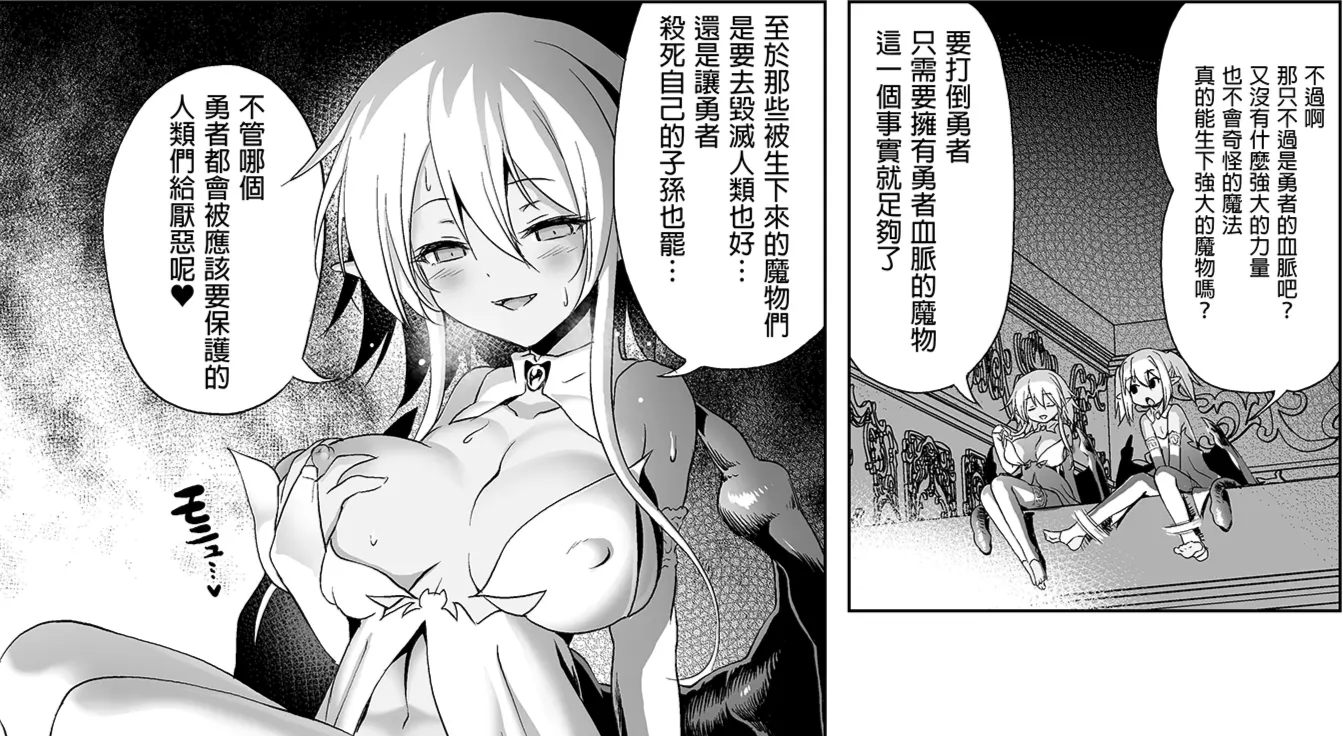 不過啊
那只不過是勇者的血脈吧？
又沒有什麼強大的力量
也不會奇怪的魔法
真的能生下強大的魔物嗎？
要打倒勇者
只需要擁有勇者血脈的魔物
這一個事實就足夠了
至於那些被生下來的魔物們
是要去毀滅人類也好…
還是讓勇者
殺死自己的子孫也罷…
不管哪個
勇者都會被應該要保護的
人類們給厭惡呢♥
モニュ…♥